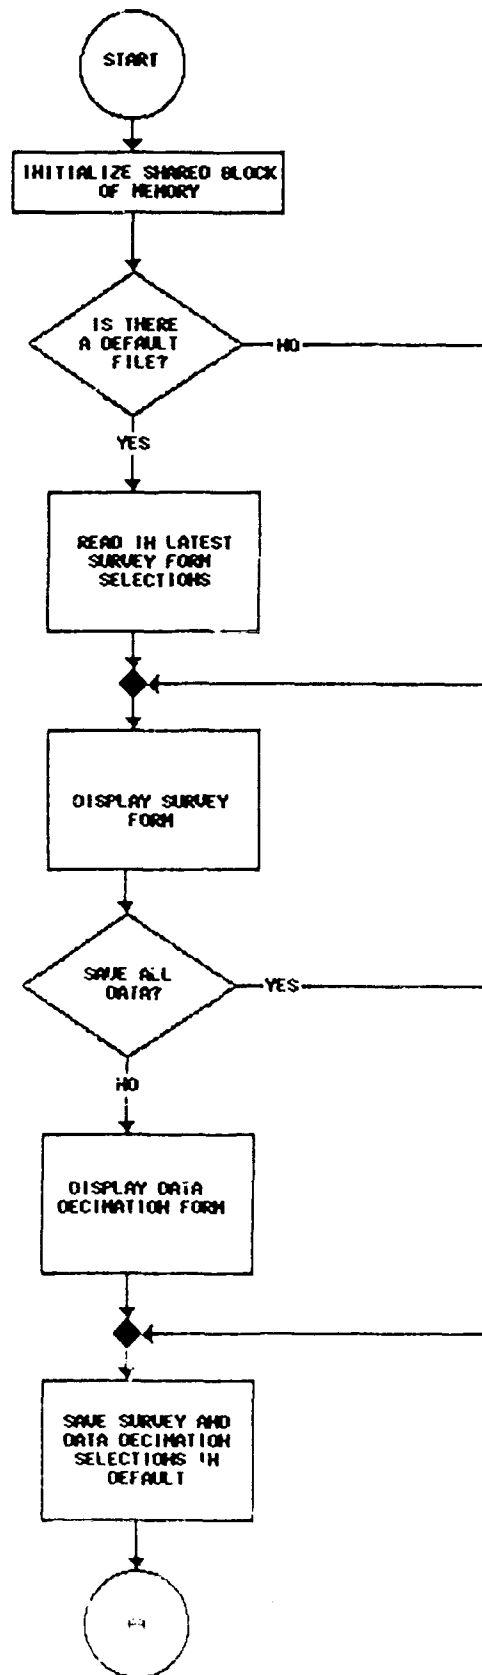 START
INITIALIZE SHARED BLOCK
OF MEMORY
IS THERE
A DEFAULT
FILE?
NO
YES
READ IN LATEST
SURVEY FORM
SELECTIONS
DISPLAY SURVEY
FORM
SAVE ALL
DATA?
YES
NO
DISPLAY DATA
DECIMATION FORM
SAVE SURVEY AND
DATA DECIMATION
SELECTIONS IN
DEFAULT